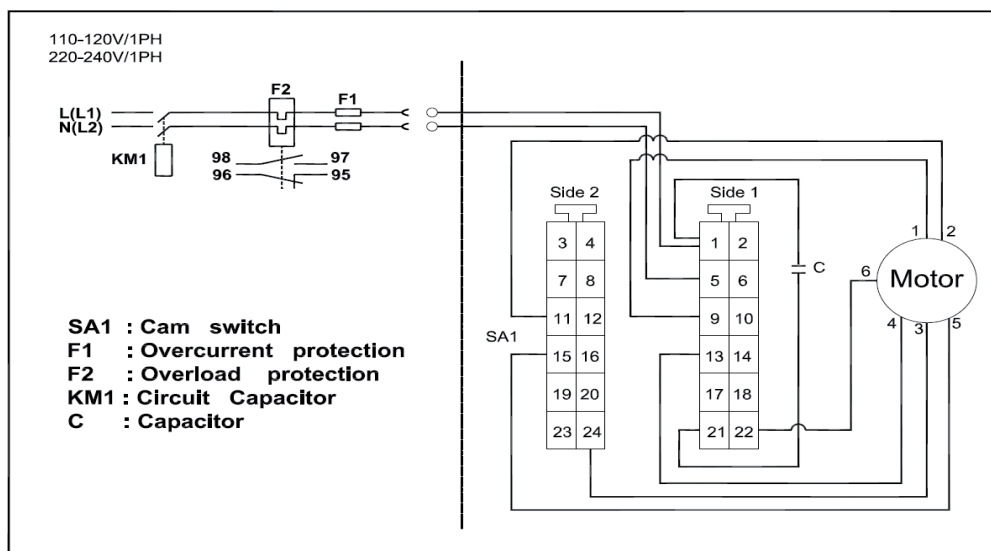 110-120V/1PH
220-240V/1PH
F2
F1
L(L1)
N(L2)
KM1
98 97
96 95
Side 2 Side 1
3 4 1 2
7 8 5 6
11 12 9 10
15 16 13 14
19 20 17 18
23 24 21 22
SA1
C
1 2
6
Motor
4 3 5
SA1 : Cam switch
F1 : Overcurrent protection
F2 : Overload protection
KM1 : Circuit Capacitor
C : Capacitor